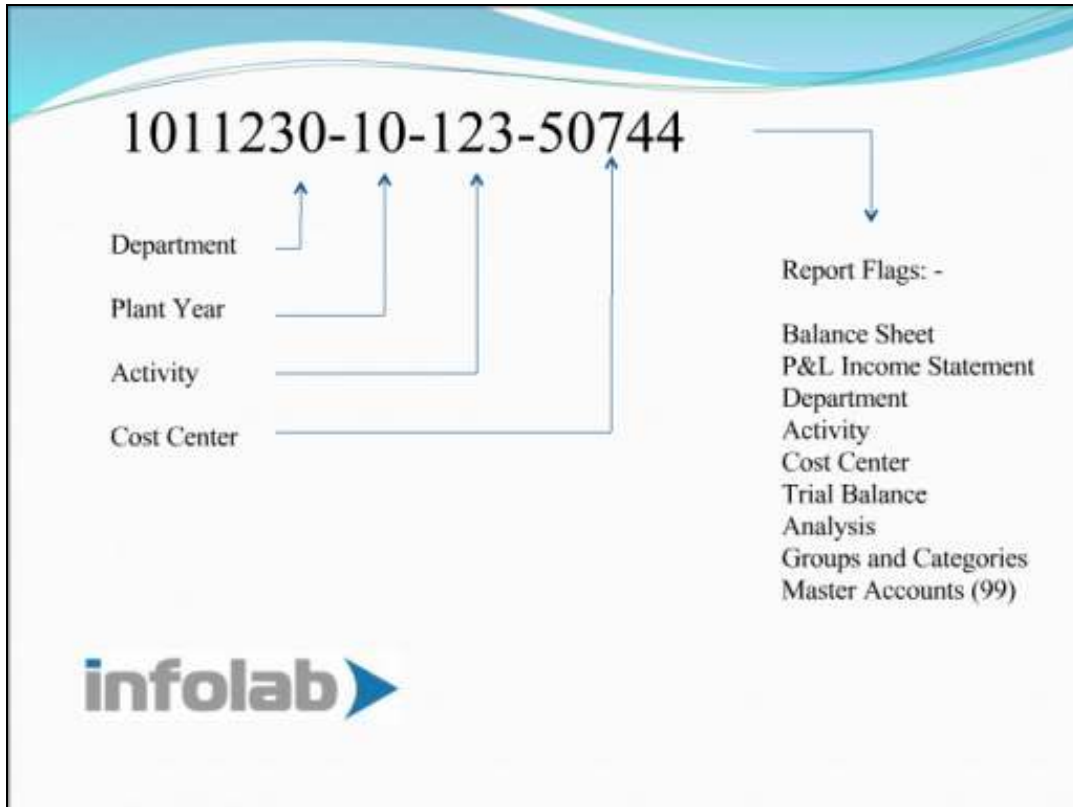 1011230-10-123-50744
Department
Plant Year
Activity
Cost Center
Report Flags: -
Balance Sheet
P&L Income Statement
Department
Activity
Cost Center
Trial Balance
Analysis
Groups and Categories
Master Accounts (99)
infolab